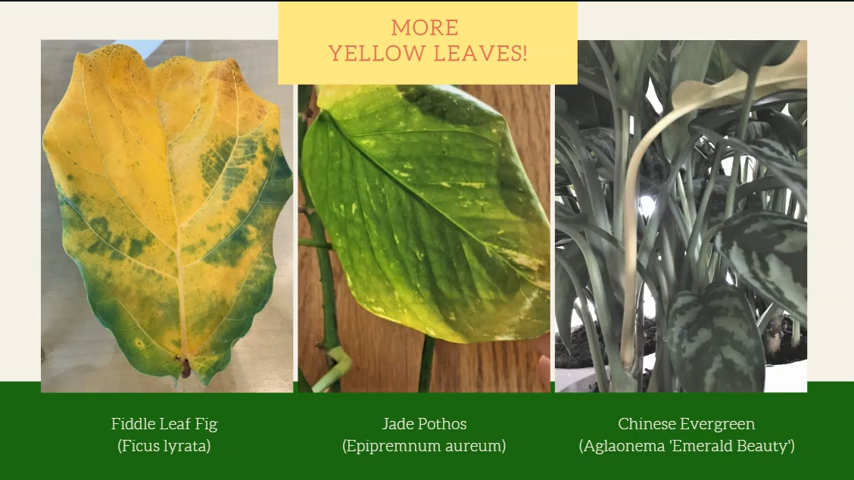 MORE
YELLOW LEAVES!
Fiddle Leaf Fig
(Ficus lyrata)
Jade Pothos
(Epipremnum aureum)
Chinese Evergreen
(Aglaonema 'Emerald Beauty')